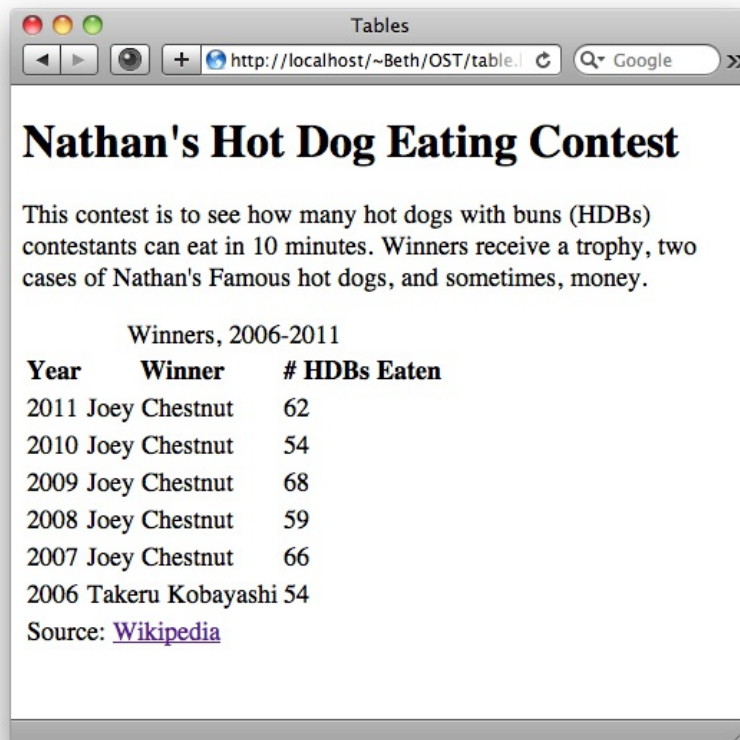 Tables
http://localhost/~Beth/OST/table.
Google
Nathan's Hot Dog Eating Contest
This contest is to see how many hot dogs with buns (HDBs)
contestants can eat in 10 minutes. Winners receive a trophy, two
cases of Nathan's Famous hot dogs, and sometimes, money.
Winners, 2006-2011
Year Winner # HDBs Eaten
2011 Joey Chestnut 62
2010 Joey Chestnut 54
2009 Joey Chestnut 68
2008 Joey Chestnut 59
2007 Joey Chestnut 66
2006 Takeru Kobayashi 54
Source: Wikipedia